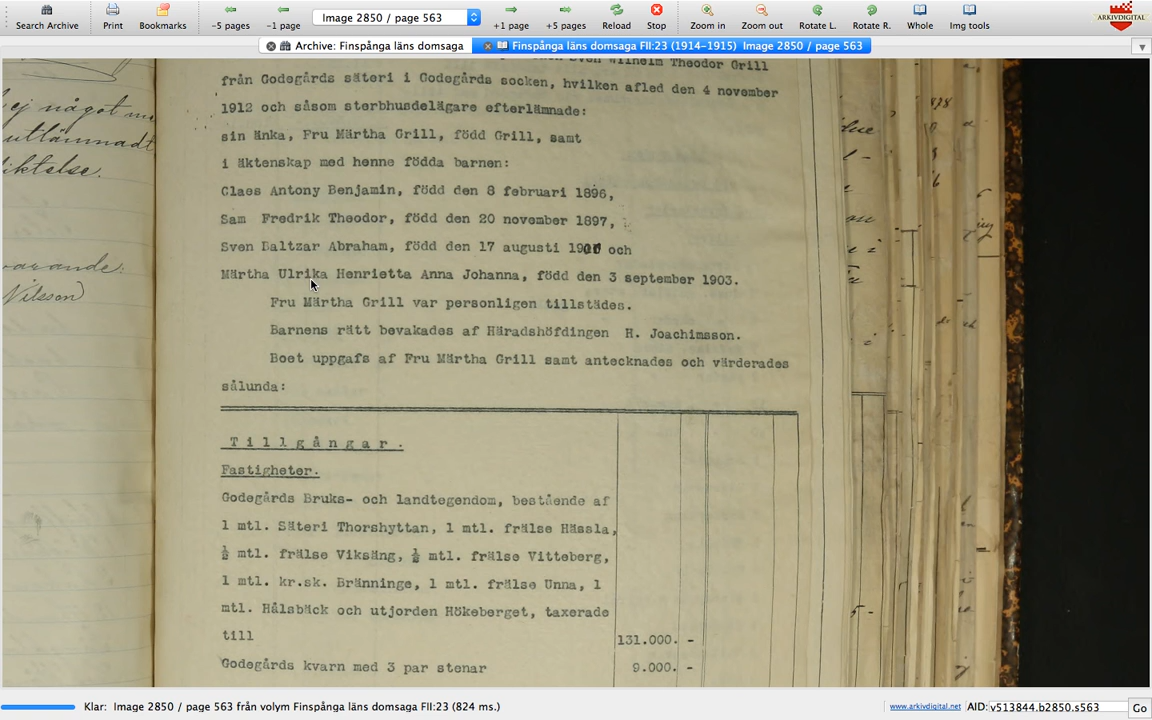 Search Archive
Print
Bookmarks
−5 pages
−1 page
Image 2850 / page 563
+1 page
+5 pages
Reload
Stop
Zoom in
Zoom out
Rotate L.
Rotate R.
Whole
Img tools
ARKIVDIGITAL
Archive: Finspånga läns domsaga
Finspånga läns domsaga FII:23 (1914-1915) Image 2850 / page 563
ej något
utlämnadt
Nilsson)
Sven Wilhelm Theodor Grill
från Godegårds säteri i Godegårds socken, hvilken afled den 4 november
1912 och såsom sterbhusdelägare efterlämnade:
sin änka, Fru Märtha Grill, född Grill, samt
i äktenskap med henne födda barnen:
Claes Antony Benjamin, född den 8 februari 1896,
Sam Fredrik Theodor, född den 20 november 1897,
Sven Baltzar Abraham, född den 17 augusti och
Märtha Ulrika Henrietta Anna Johanna, född den 3 september 1903.
Fru Märtha Grill var personligen tillstädes.
Barnens rätt bevakades af Häradshöfdingen H. Joachimsson.
Boet uppgafs af Fru Märtha Grill samt antecknades och värderades
sålunda:
Tillgångar.
Fastigheter.
Godegårds Bruks- och landtegendom, bestående af
1 mtl. Säteri Thorshyttan, 1 mtl. frälse Hässla,
½ mtl. frälse Viksäng, ½ mtl. frälse Vitteberg,
1 mtl. kr.sk. Bränninge, 1 mtl. frälse Unna, 1
mtl. Hålsbäck och utjorden Hökeberget, taxerade
till 131.000. -
Godegårds kvarn med 3 par stenar 9.000. -
Klar: Image 2850 / page 563 från volym Finspånga läns domsaga FII:23 (824 ms.)
www.arkivdigital.net
AID: v513844.b2850.s563
Go